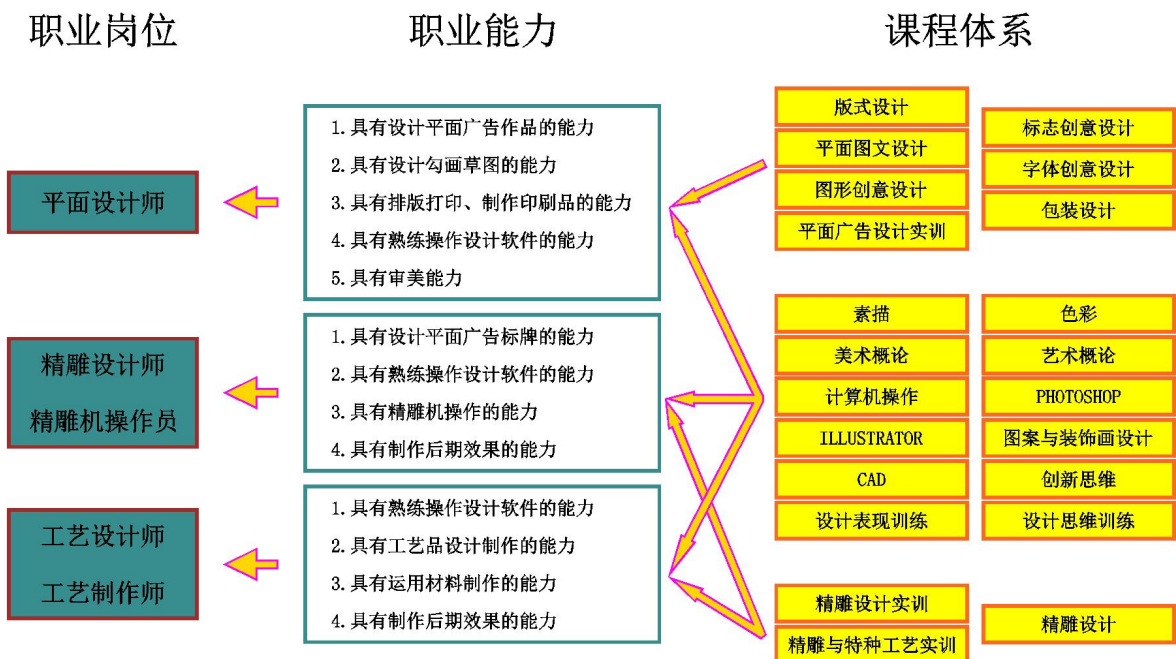 职业岗位
职业能力
课程体系
平面设计师
精雕设计师
精雕机操作员
工艺设计师
工艺制作师
1.具有设计平面广告作品的能力
2.具有设计勾画草图的能力
3.具有排版打印、制作印刷品的能力
4.具有熟练操作设计软件的能力
5.具有审美能力
1.具有设计平面广告标牌的能力
2.具有熟练操作设计软件的能力
3.具有精雕机操作的能力
4.具有制作后期效果的能力
1.具有熟练操作设计软件的能力
2.具有工艺品设计制作的能力
3.具有运用材料制作的能力
4.具有制作后期效果的能力
版式设计
平面图文设计
图形创意设计
平面广告设计实训
标志创意设计
字体创意设计
包装设计
素描
色彩
美术概论
艺术概论
计算机操作
PHOTOSHOP
ILLUSTRATOR
图案与装饰画设计
CAD
创新思维
设计表现训练
设计思维训练
精雕设计实训
精雕与特种工艺实训
精雕设计